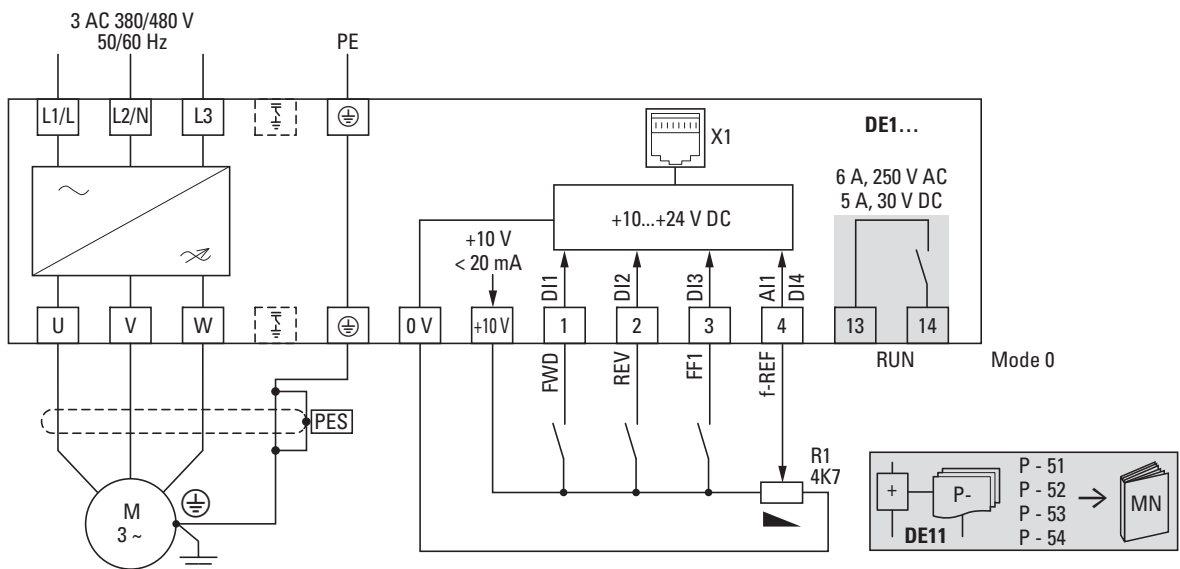 3 AC 380/480 V
50/60 Hz
PE
L1/L
L2/N
L3
X1
DE1…
6 A, 250 V AC
5 A, 30 V DC
+10...+24 V DC
+10 V
< 20 mA
DI1
DI2
DI3
AI1
DI4
U
V
W
0 V
+10 V
1
2
3
4
13
14
FWD
REV
FF1
f-REF
RUN
Mode 0
PES
R1
4K7
M
3 ~
+
P-
DE11
P - 51
P - 52
P - 53
P - 54
MN